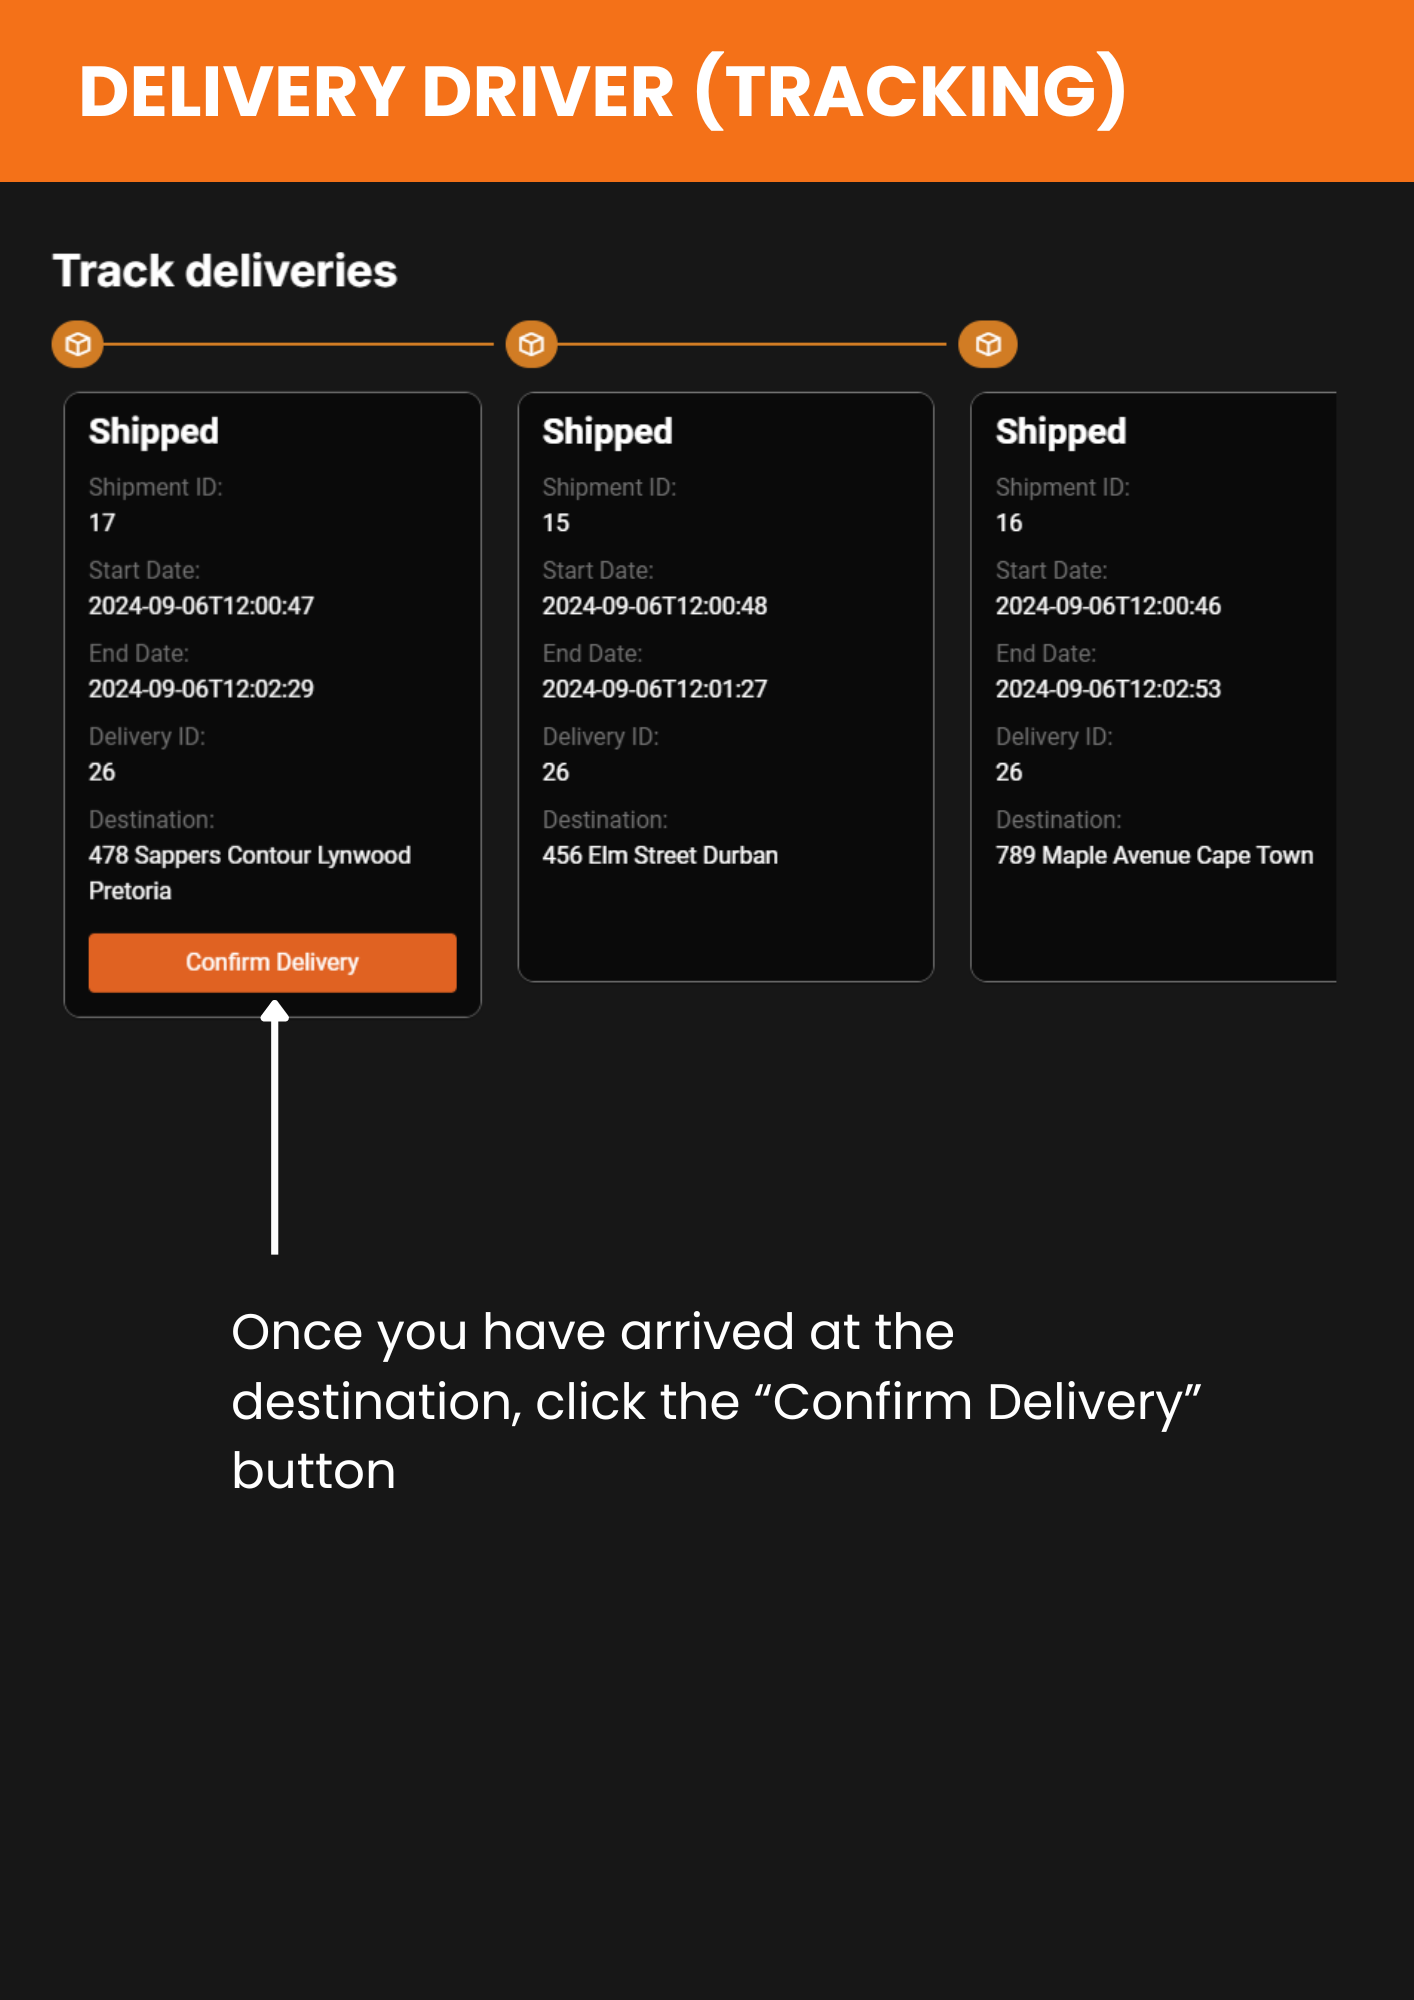 DELIVERY DRIVER (TRACKING)
Track deliveries
Shipped
Shipment ID:
17
Start Date:
2024-09-06T12:00:47
End Date:
2024-09-06T12:02:29
Delivery ID:
26
Destination:
478 Sappers Contour Lynwood
Pretoria
Confirm Delivery
Shipped
Shipment ID:
15
Start Date:
2024-09-06T12:00:48
End Date:
2024-09-06T12:01:27
Delivery ID:
26
Destination:
456 Elm Street Durban
Shipped
Shipment ID:
16
Start Date:
2024-09-06T12:00:46
End Date:
2024-09-06T12:02:53
Delivery ID:
26
Destination:
789 Maple Avenue Cape Town
Once you have arrived at the
destination, click the “Confirm Delivery”
button